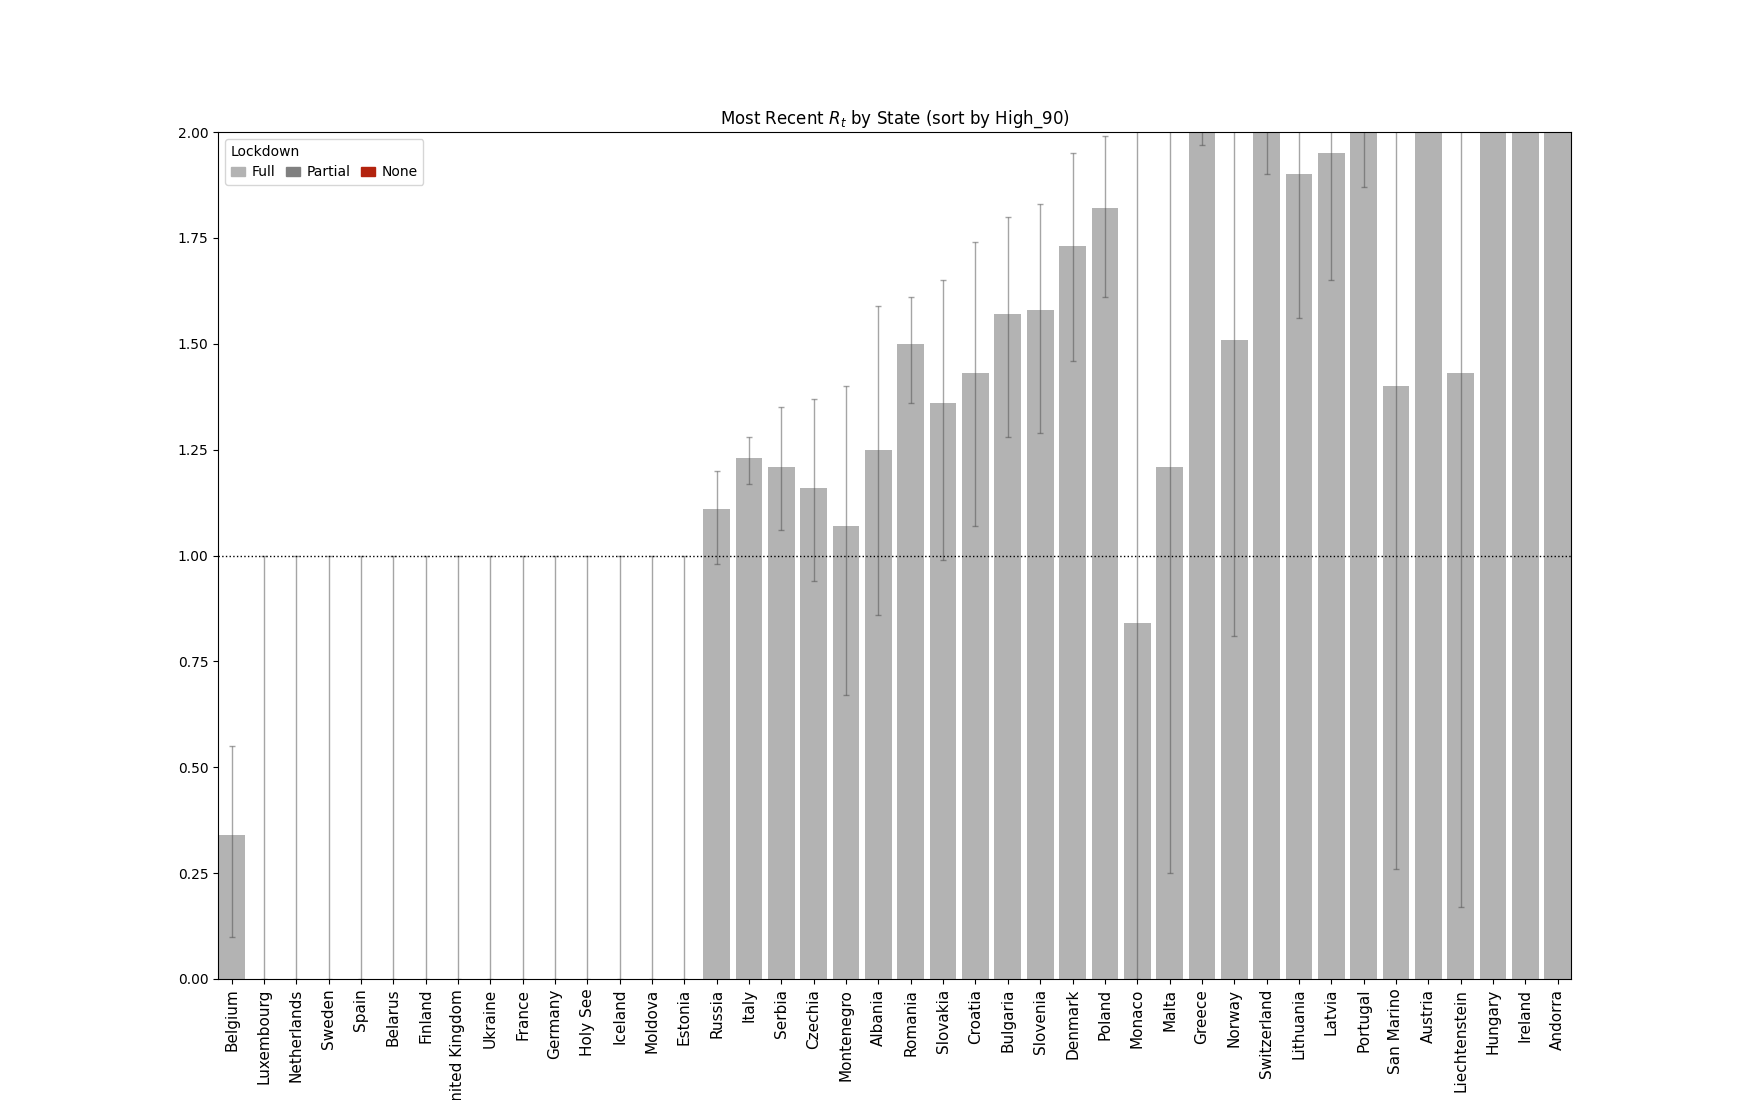 Most Recent R_t by State (sort by High_90)
Lockdown
Full Partial None
2.00
1.75
1.50
1.25
1.00
0.75
0.50
0.25
0.00
Belgium
Luxembourg
Netherlands
Sweden
Spain
Belarus
Finland
nited Kingdom
Ukraine
France
Germany
Holy See
Iceland
Moldova
Estonia
Russia
Italy
Serbia
Czechia
Montenegro
Albania
Romania
Slovakia
Croatia
Bulgaria
Slovenia
Denmark
Poland
Monaco
Malta
Greece
Norway
Switzerland
Lithuania
Latvia
Portugal
San Marino
Austria
Liechtenstein
Hungary
Ireland
Andorra